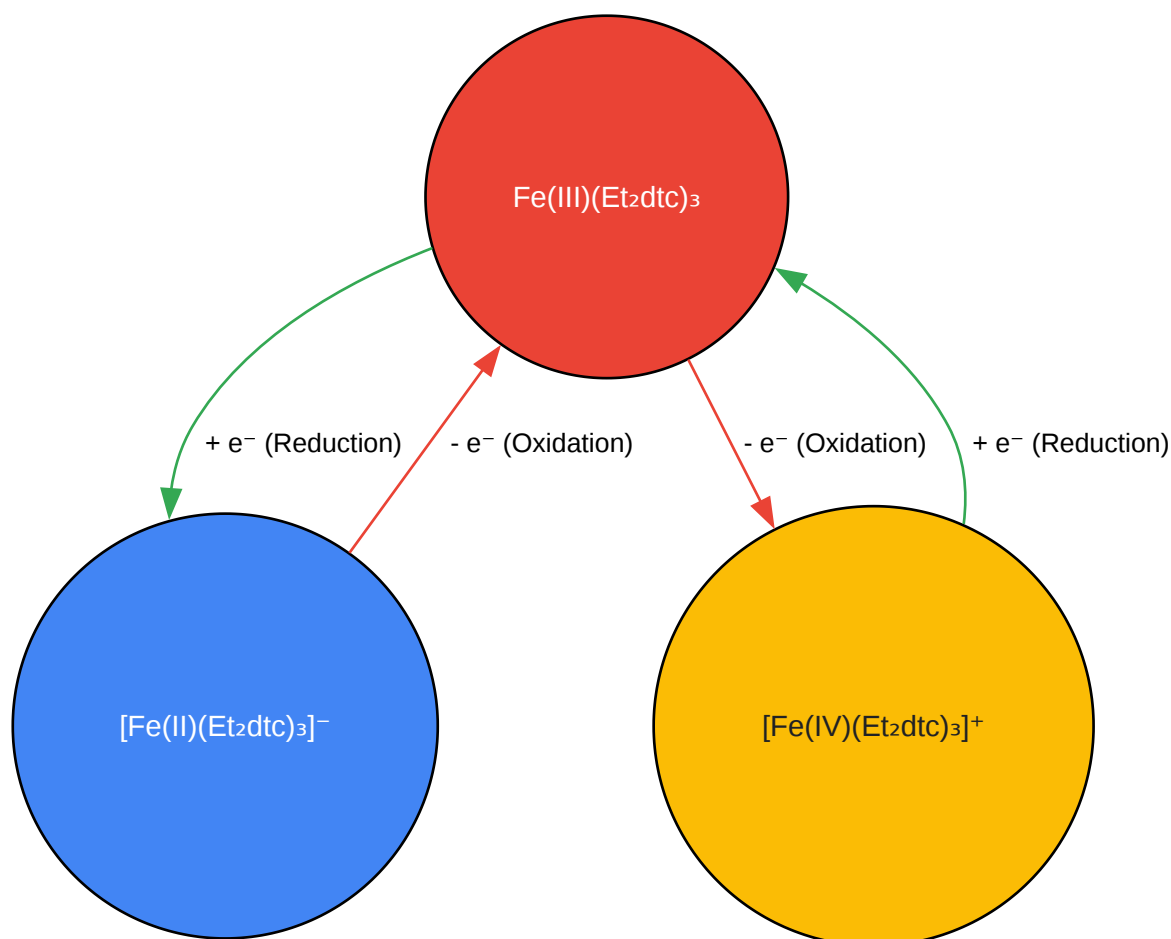 Fe(III)(Et₂dtc)₃
+ e⁻ (Reduction)
- e⁻ (Oxidation)
- e⁻ (Oxidation)
+ e⁻ (Reduction)
[Fe(II)(Et₂dtc)₃]⁻
[Fe(IV)(Et₂dtc)₃]⁺